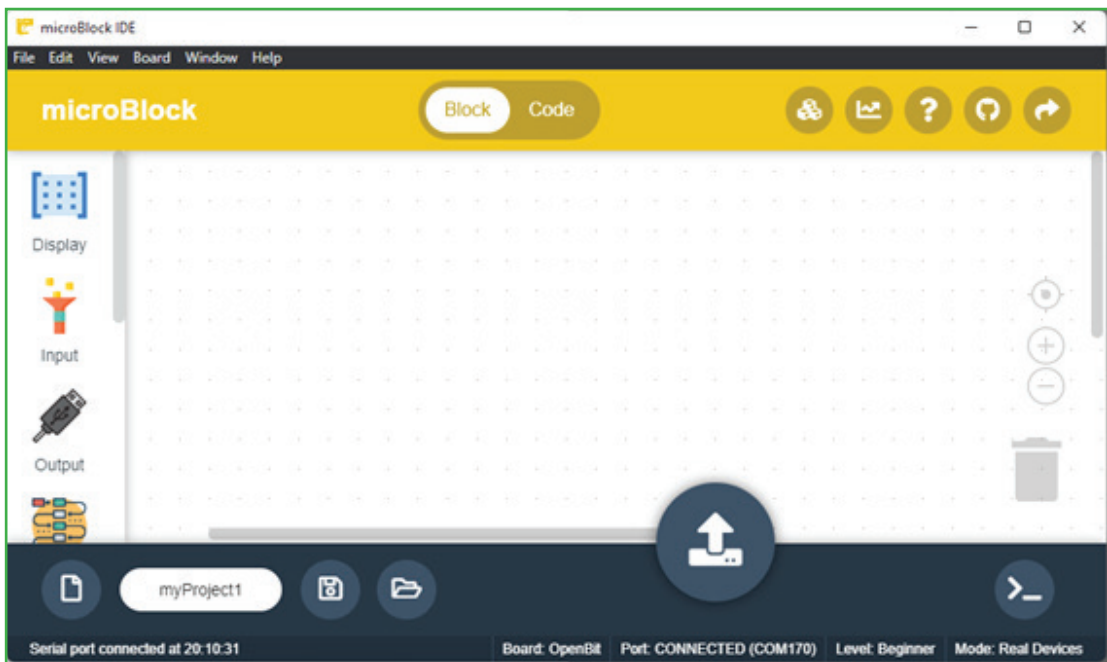 microBlock IDE
File Edit View Board Window Help
microBlock Block Code ?
Display
Input
Output
myProject1
Serial port connected at 20:10:31 Board: OpenBit Port: CONNECTED (COM170) Level: Beginner Mode: Real Devices